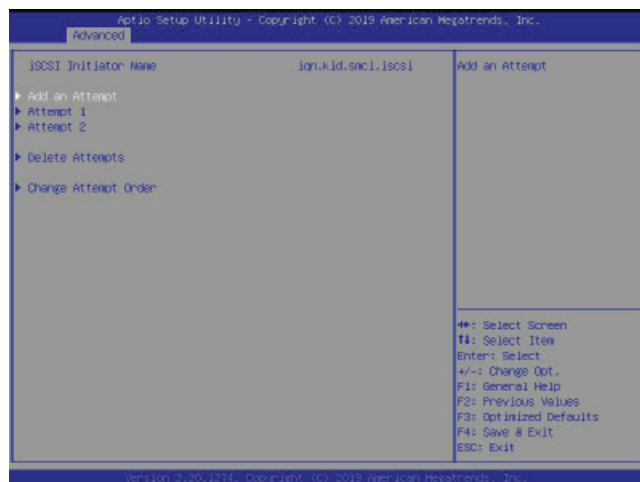 Aptio Setup Utility - Copyright (C) 2019 American Megatrends, Inc.
Advanced
iSCSI Initiator Name iqn.kid.smci.iscsi
Add an Attempt
Attempt 1
Attempt 2
Delete Attempts
Change Attempt Order
Add an Attempt
↔: Select Screen
↑↓: Select Item
Enter: Select
+/-: Change Opt.
F1: General Help
F2: Previous Values
F3: Optimized Defaults
F4: Save & Exit
ESC: Exit
Version 2.20.1274. Copyright (C) 2019 American Megatrends, Inc.